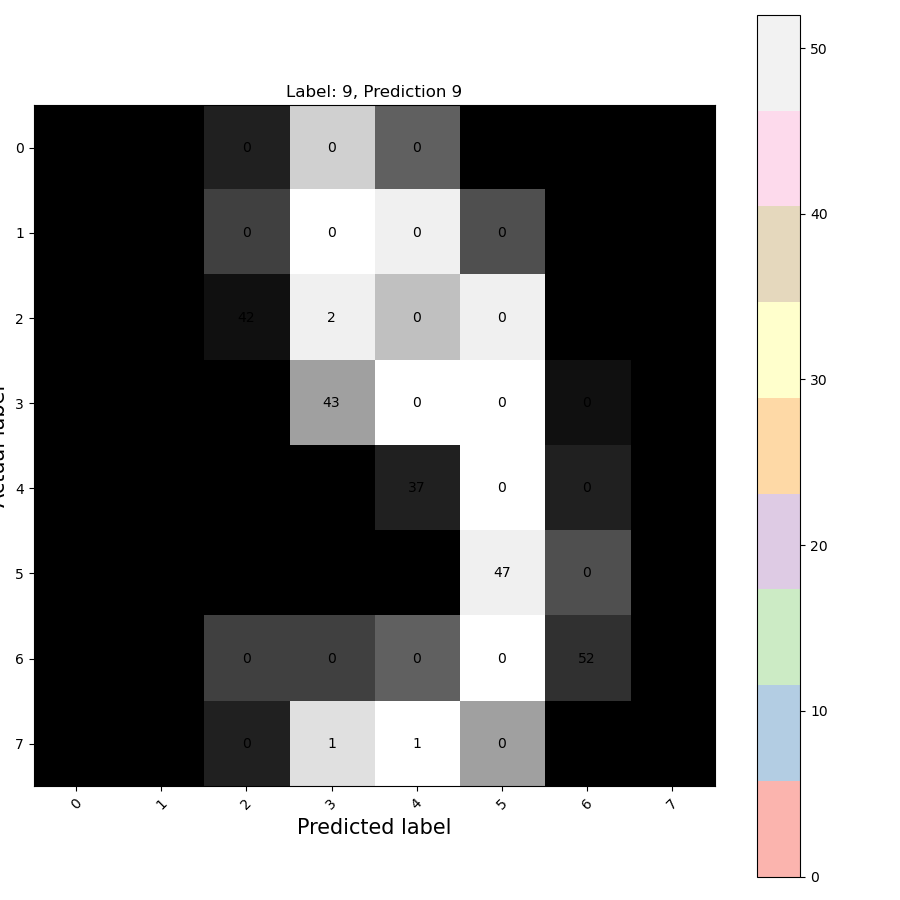 Label: 9, Prediction 9
0 0 0 0
1 0 0 0 0
2 42 2 0 0
3 43 0 0 0
4 37 0 0
5 47 0
6 0 0 0 0 52
7 0 1 1 0
0 1 2 3 4 5 6 7
Predicted label
Actual label
50
40
30
20
10
0